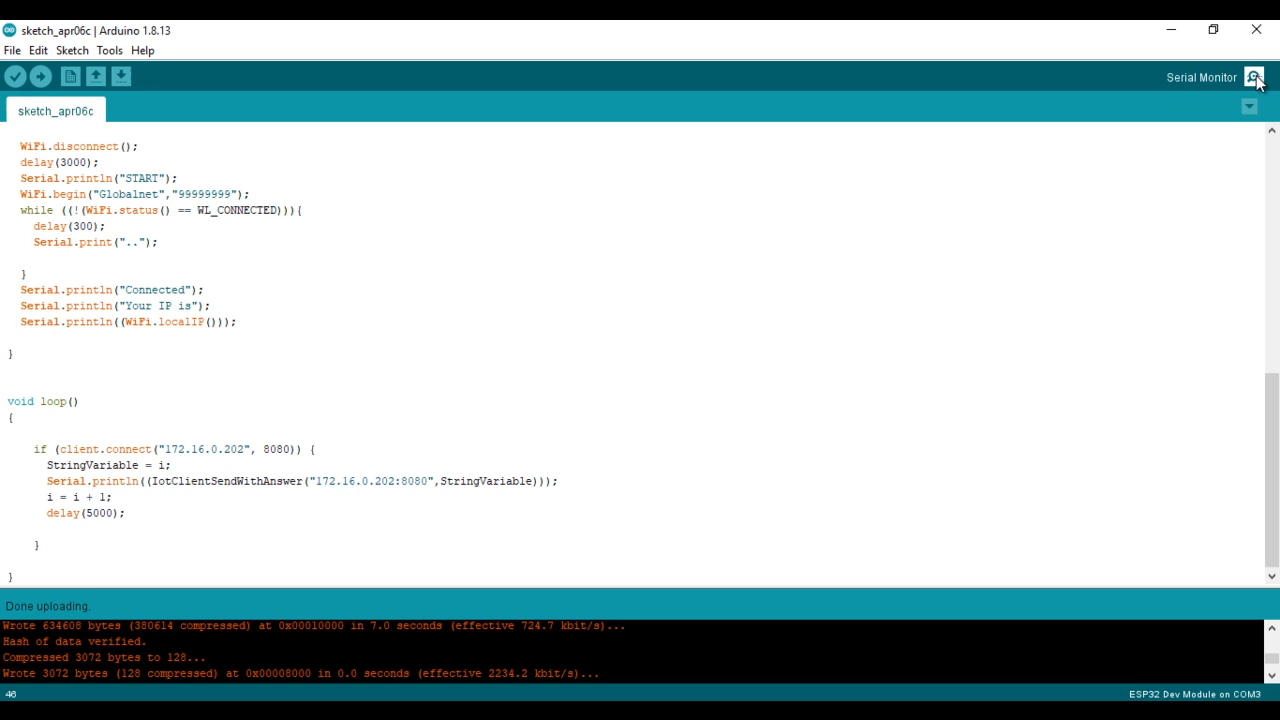 sketch_apr06c | Arduino 1.8.13
File Edit Sketch Tools Help
Serial Monitor
sketch_apr06c
WiFi.disconnect();
delay(3000);
Serial.println("START");
WiFi.begin("Globalnet","99999999");
while ((!(WiFi.status() == WL_CONNECTED))){
delay(300);
Serial.print("..");
}
Serial.println("Connected");
Serial.println("Your IP is");
Serial.println((WiFi.localIP()));
}
void loop()
{
if (client.connect("172.16.0.202", 8080)) {
StringVariable = i;
Serial.println((IotClientSendWithAnswer("172.16.0.202:8080",StringVariable)));
i = i + 1;
delay(5000);
}
}
Done uploading.
Wrote 634608 bytes (380614 compressed) at 0x00010000 in 7.0 seconds (effective 724.7 kbit/s)...
Hash of data verified.
Compressed 3072 bytes to 128...
Wrote 3072 bytes (128 compressed) at 0x00008000 in 0.0 seconds (effective 2234.2 kbit/s)...
46
ESP32 Dev Module on COM3